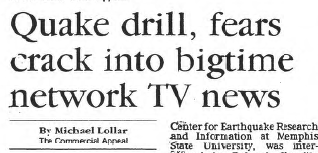 Quake drill, fears
crack into bigtime
network TV news
By Michael Lollar
The Commercial Appeal
Center for Earthquake Research
and Information at Memphis
State University, was inter-